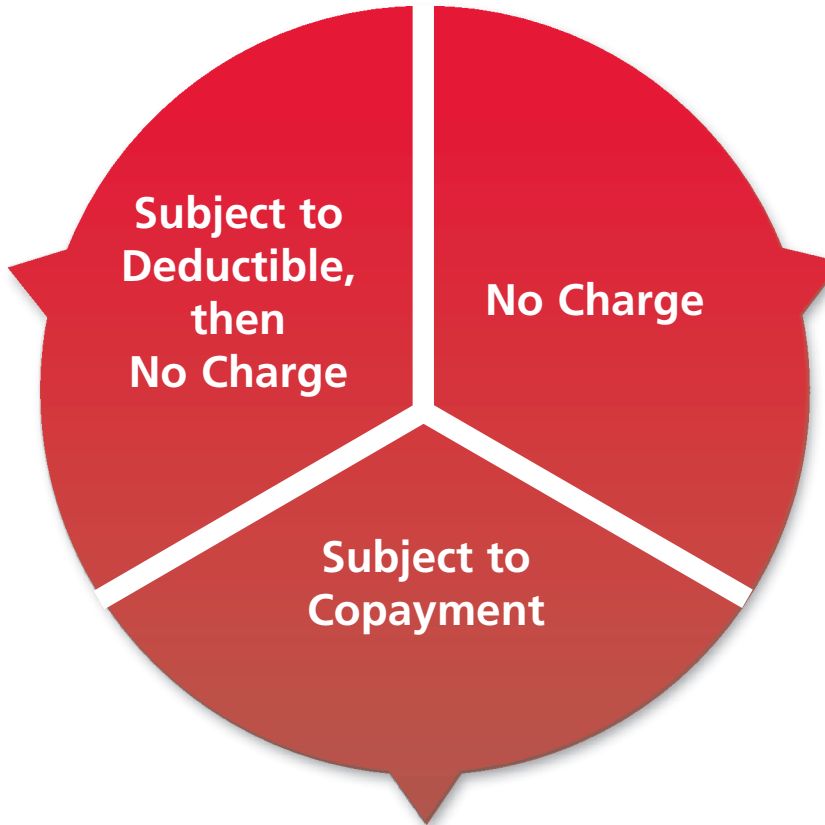 Subject to
Deductible,
then
No Charge
No Charge
Subject to
Copayment